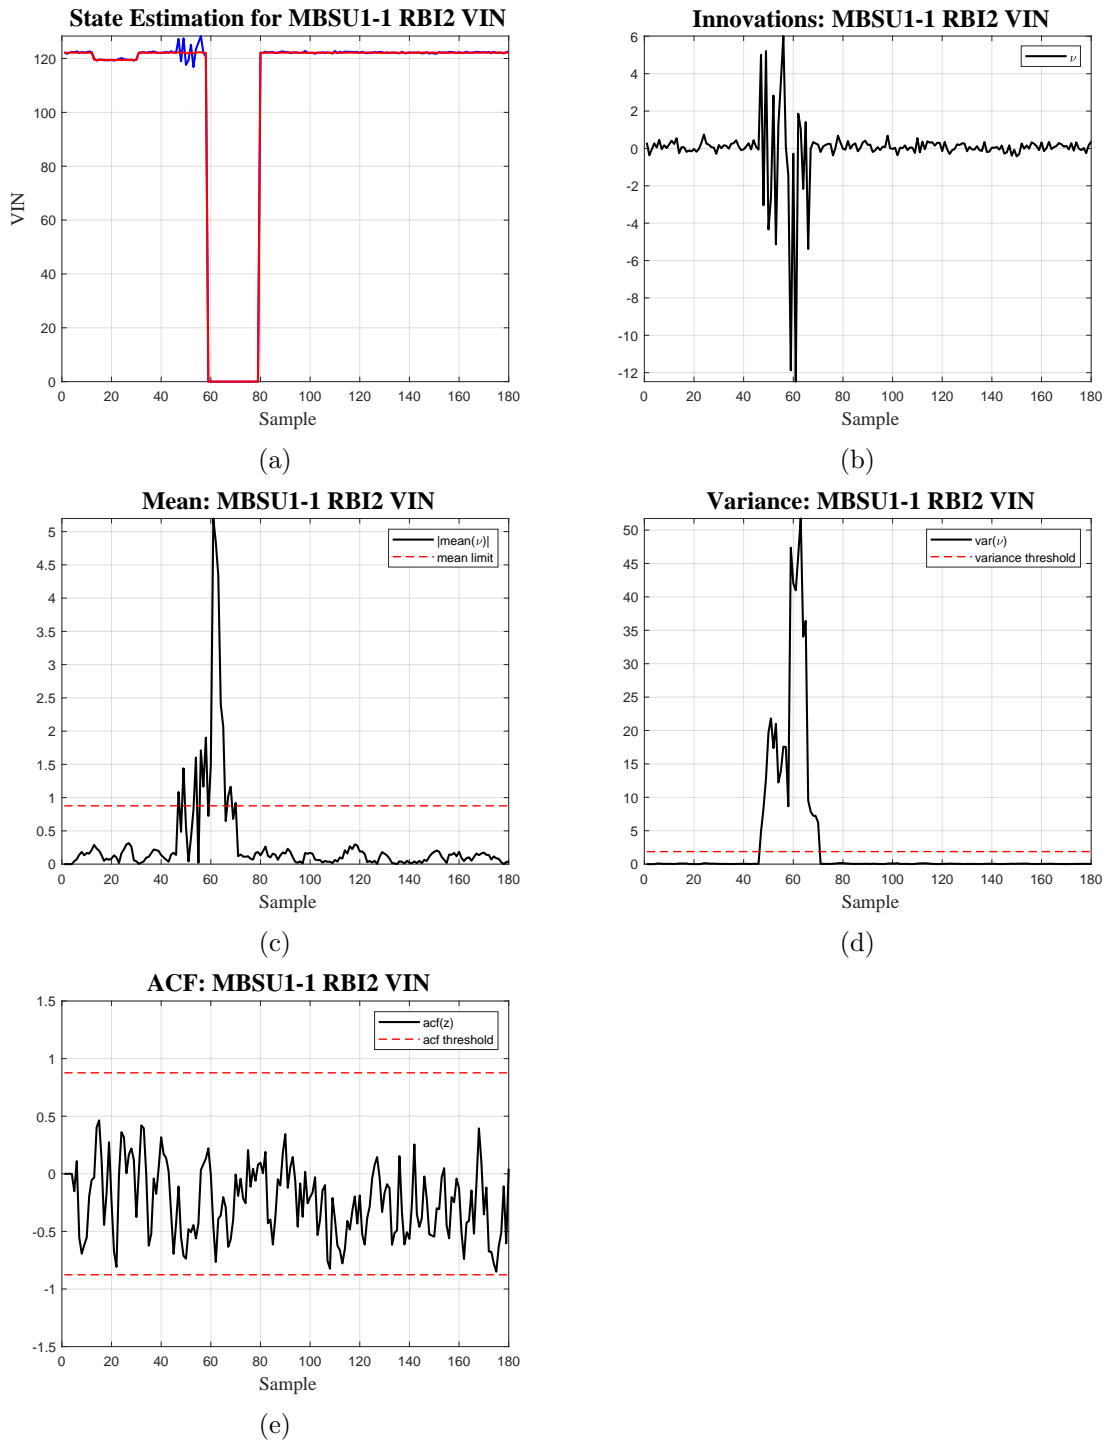 State Estimation for MBSU1-1 RBI2 VIN
VIN
120
100
80
60
40
20
0
0 20 40 60 80 100 120 140 160 180
Sample
(a)
Innovations: MBSU1-1 RBI2 VIN
ν
6
4
2
0
-2
-4
-6
-8
-10
-12
0 20 40 60 80 100 120 140 160 180
Sample
(b)
Mean: MBSU1-1 RBI2 VIN
|mean(ν)|
mean limit
5
4.5
4
3.5
3
2.5
2
1.5
1
0.5
0
0 20 40 60 80 100 120 140 160 180
Sample
(c)
Variance: MBSU1-1 RBI2 VIN
var(ν)
variance threshold
50
45
40
35
30
25
20
15
10
5
0
0 20 40 60 80 100 120 140 160 180
Sample
(d)
ACF: MBSU1-1 RBI2 VIN
acf(z)
acf threshold
1.5
1
0.5
0
-0.5
-1
-1.5
0 20 40 60 80 100 120 140 160 180
Sample
(e)